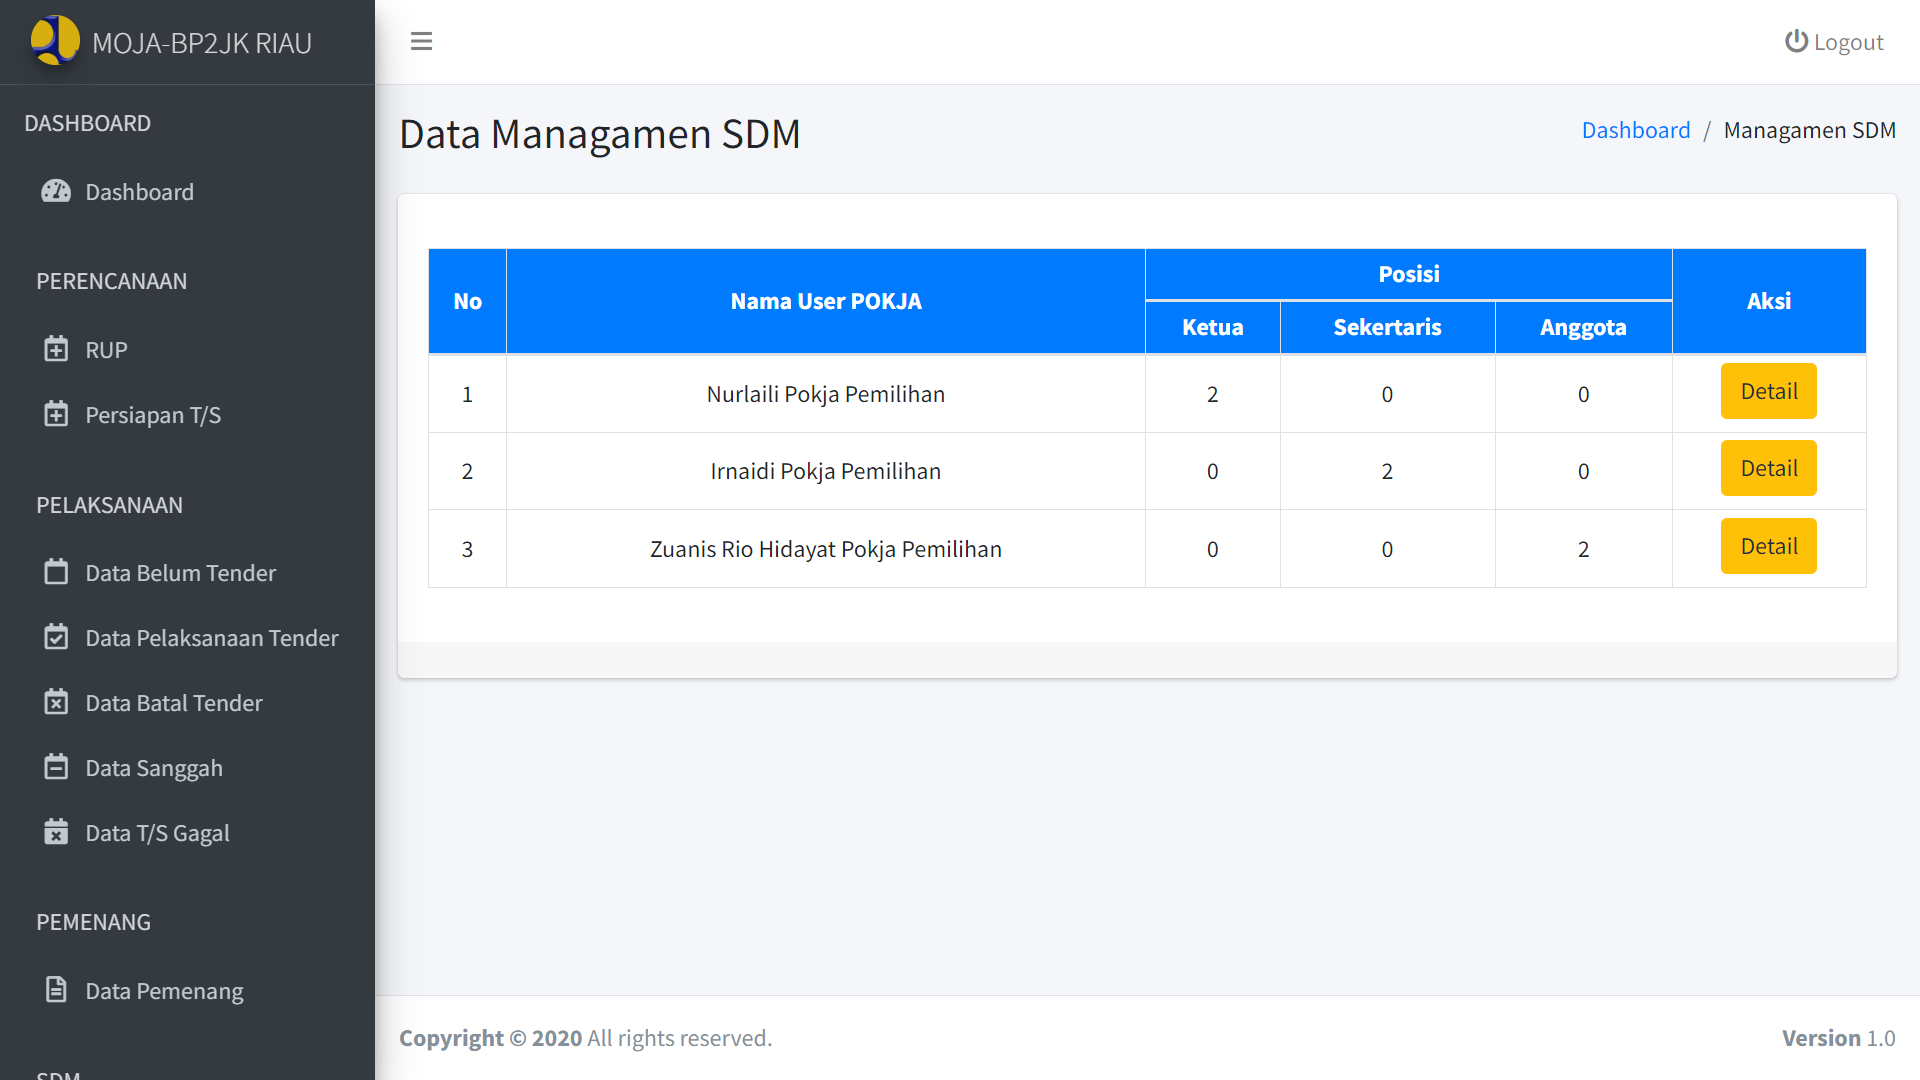 MOJA-BP2JK RIAU
Logout
DASHBOARD
Dashboard
PERENCANAAN
RUP
Persiapan T/S
PELAKSANAAN
Data Belum Tender
Data Pelaksanaan Tender
Data Batal Tender
Data Sanggah
Data T/S Gagal
PEMENANG
Data Pemenang
SDM
Data Managamen SDM
Dashboard / Managamen SDM
No Nama User POKJA Posisi Aksi
Ketua Sekertaris Anggota
1 Nurlaili Pokja Pemilihan 2 0 0 Detail
2 Irnaidi Pokja Pemilihan 0 2 0 Detail
3 Zuanis Rio Hidayat Pokja Pemilihan 0 0 2 Detail
Copyright © 2020 All rights reserved.
Version 1.0